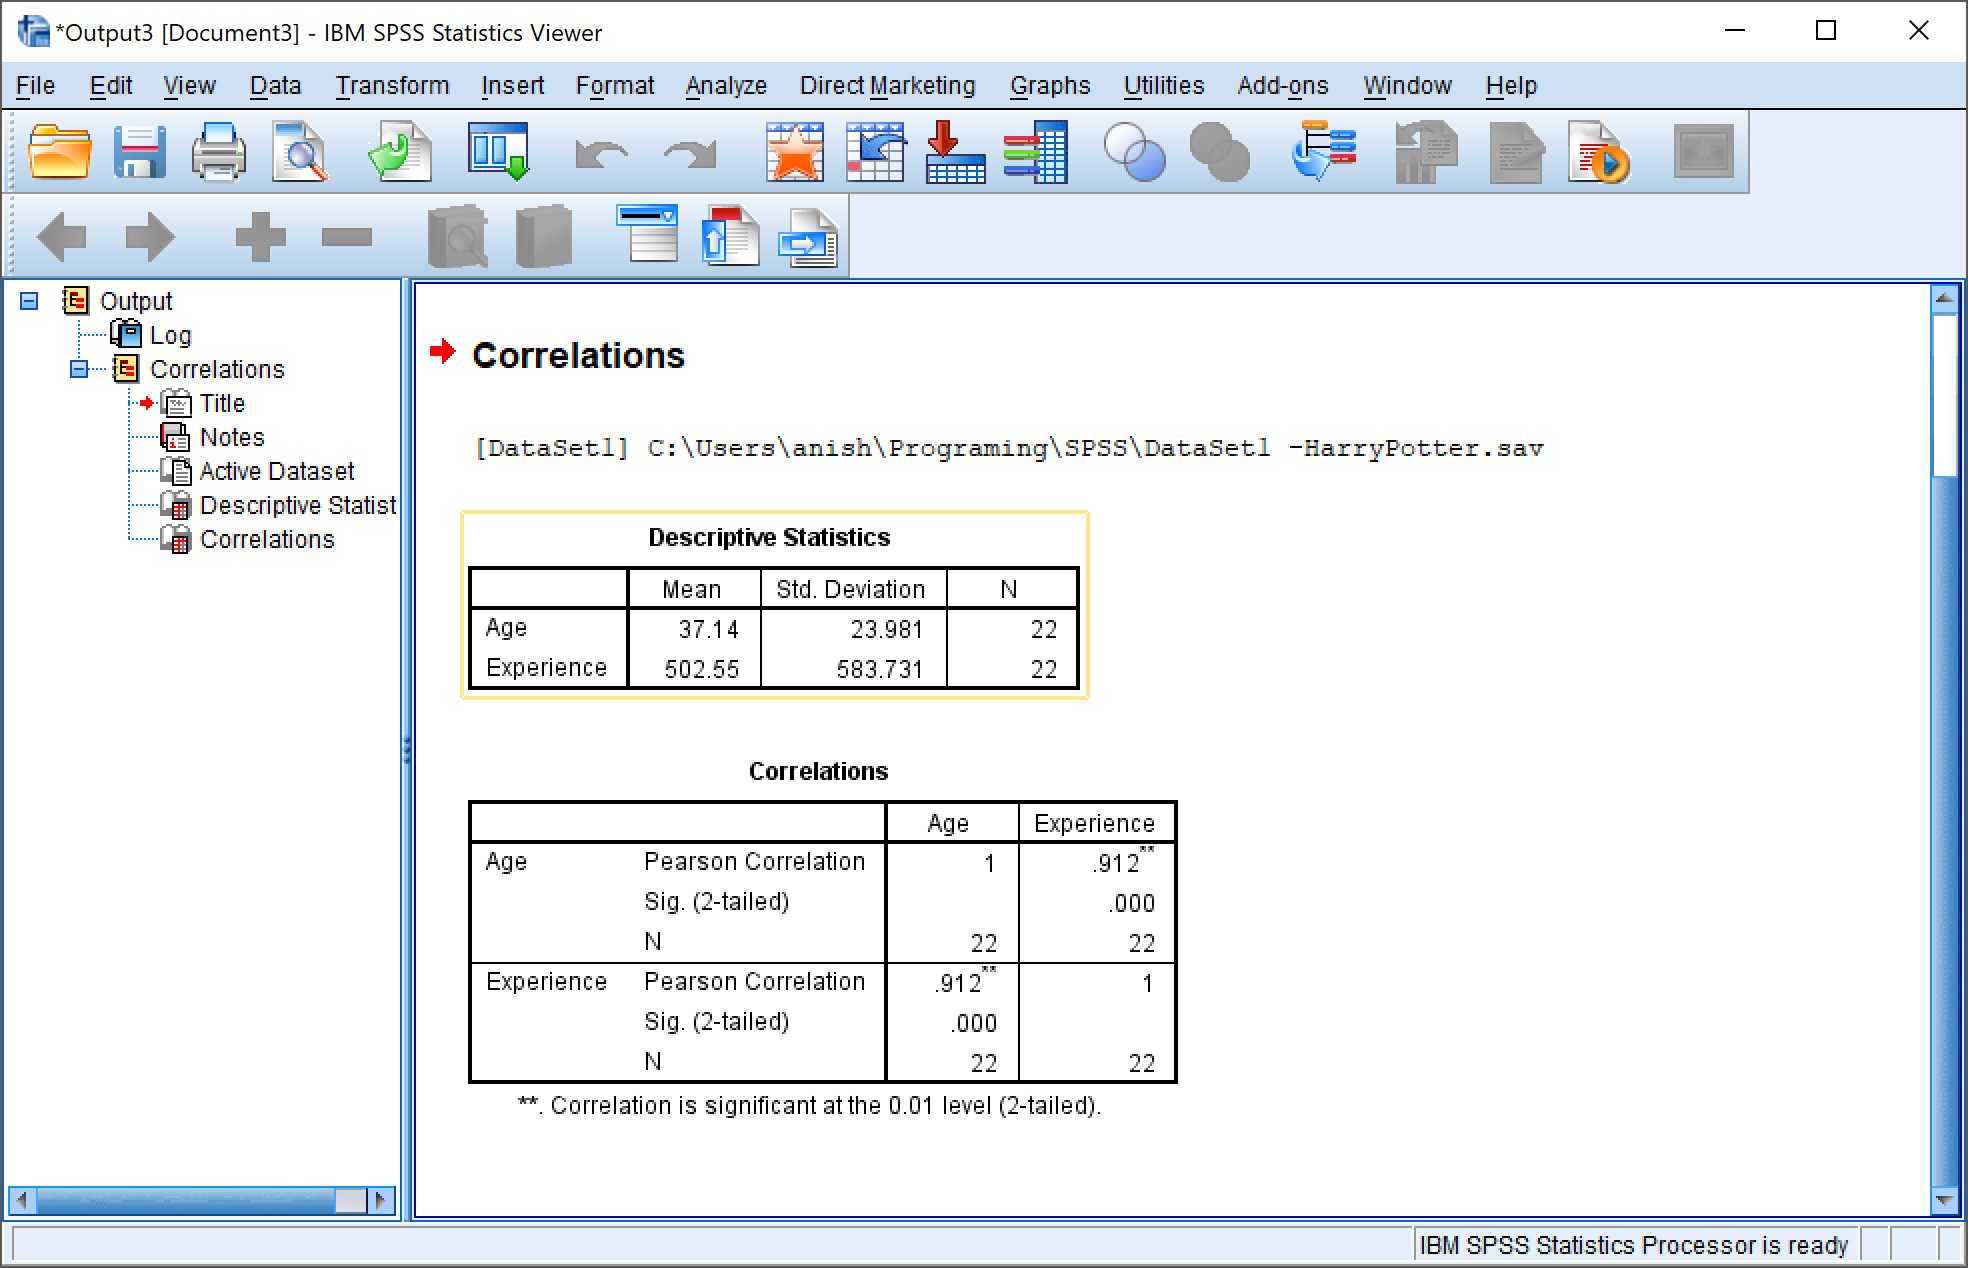 *Output3 [Document3] - IBM SPSS Statistics Viewer
File Edit View Data Transform Insert Format Analyze Direct Marketing Graphs Utilities Add-ons Window Help
Output
Log
Correlations
Title
Notes
Active Dataset
Descriptive Statist
Correlations
Correlations
[DataSet1] C:\Users\anish\Programing\SPSS\DataSet1 -HarryPotter.sav
Descriptive Statistics
Mean Std. Deviation N
Age 37.14 23.981 22
Experience 502.55 583.731 22
Correlations
Age Experience
Age Pearson Correlation 1 .912**
Sig. (2-tailed) .000
N 22 22
Experience Pearson Correlation .912** 1
Sig. (2-tailed) .000
N 22 22
**. Correlation is significant at the 0.01 level (2-tailed).
IBM SPSS Statistics Processor is ready